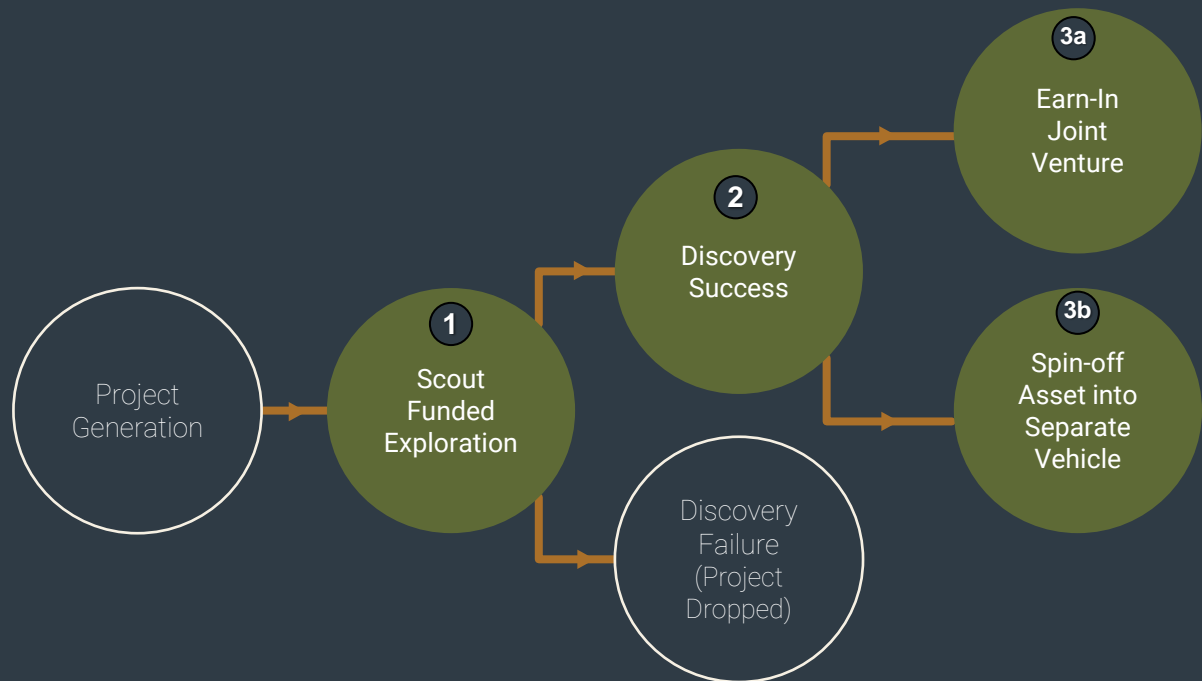 Project
Generation
1
Scout
Funded
Exploration
2
Discovery
Success
Discovery
Failure
(Project
Dropped)
3a
Earn-In
Joint
Venture
3b
Spin-off
Asset into
Separate
Vehicle